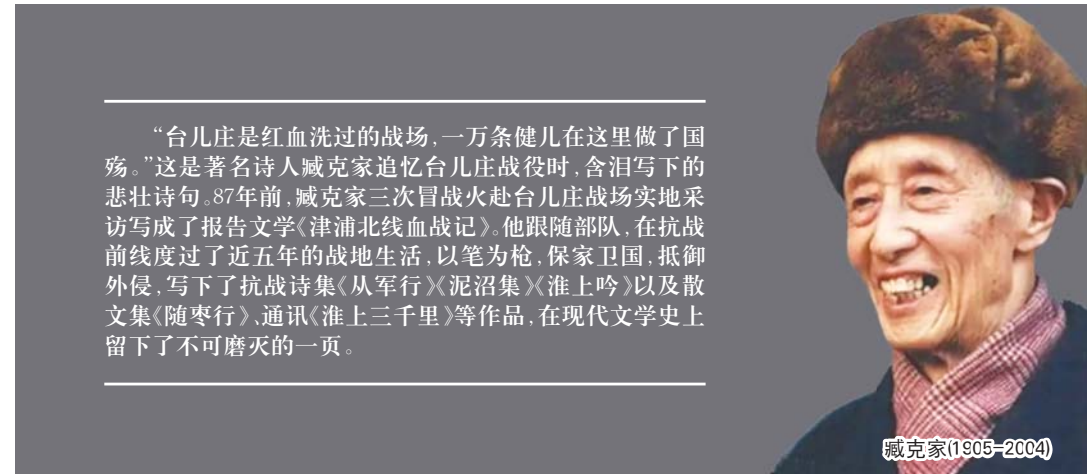 “台儿庄是红血洗过的战场,一万条健儿在这里做了国
殇。”这是著名诗人臧克家追忆台儿庄战役时,含泪写下的
悲壮诗句。87年前,臧克家三次冒战火赴台儿庄战场实地采
访写成了报告文学《津浦北线血战记》。他跟随部队,在抗战
前线度过了近五年的战地生活,以笔为枪,保家卫国,抵御
外侵,写下了抗战诗集《从军行》《泥沼集》《淮上吟》以及散
文集《随枣行》、通讯《淮上三千里》等作品,在现代文学史上
留下了不可磨灭的一页。
臧克家(1905-2004)